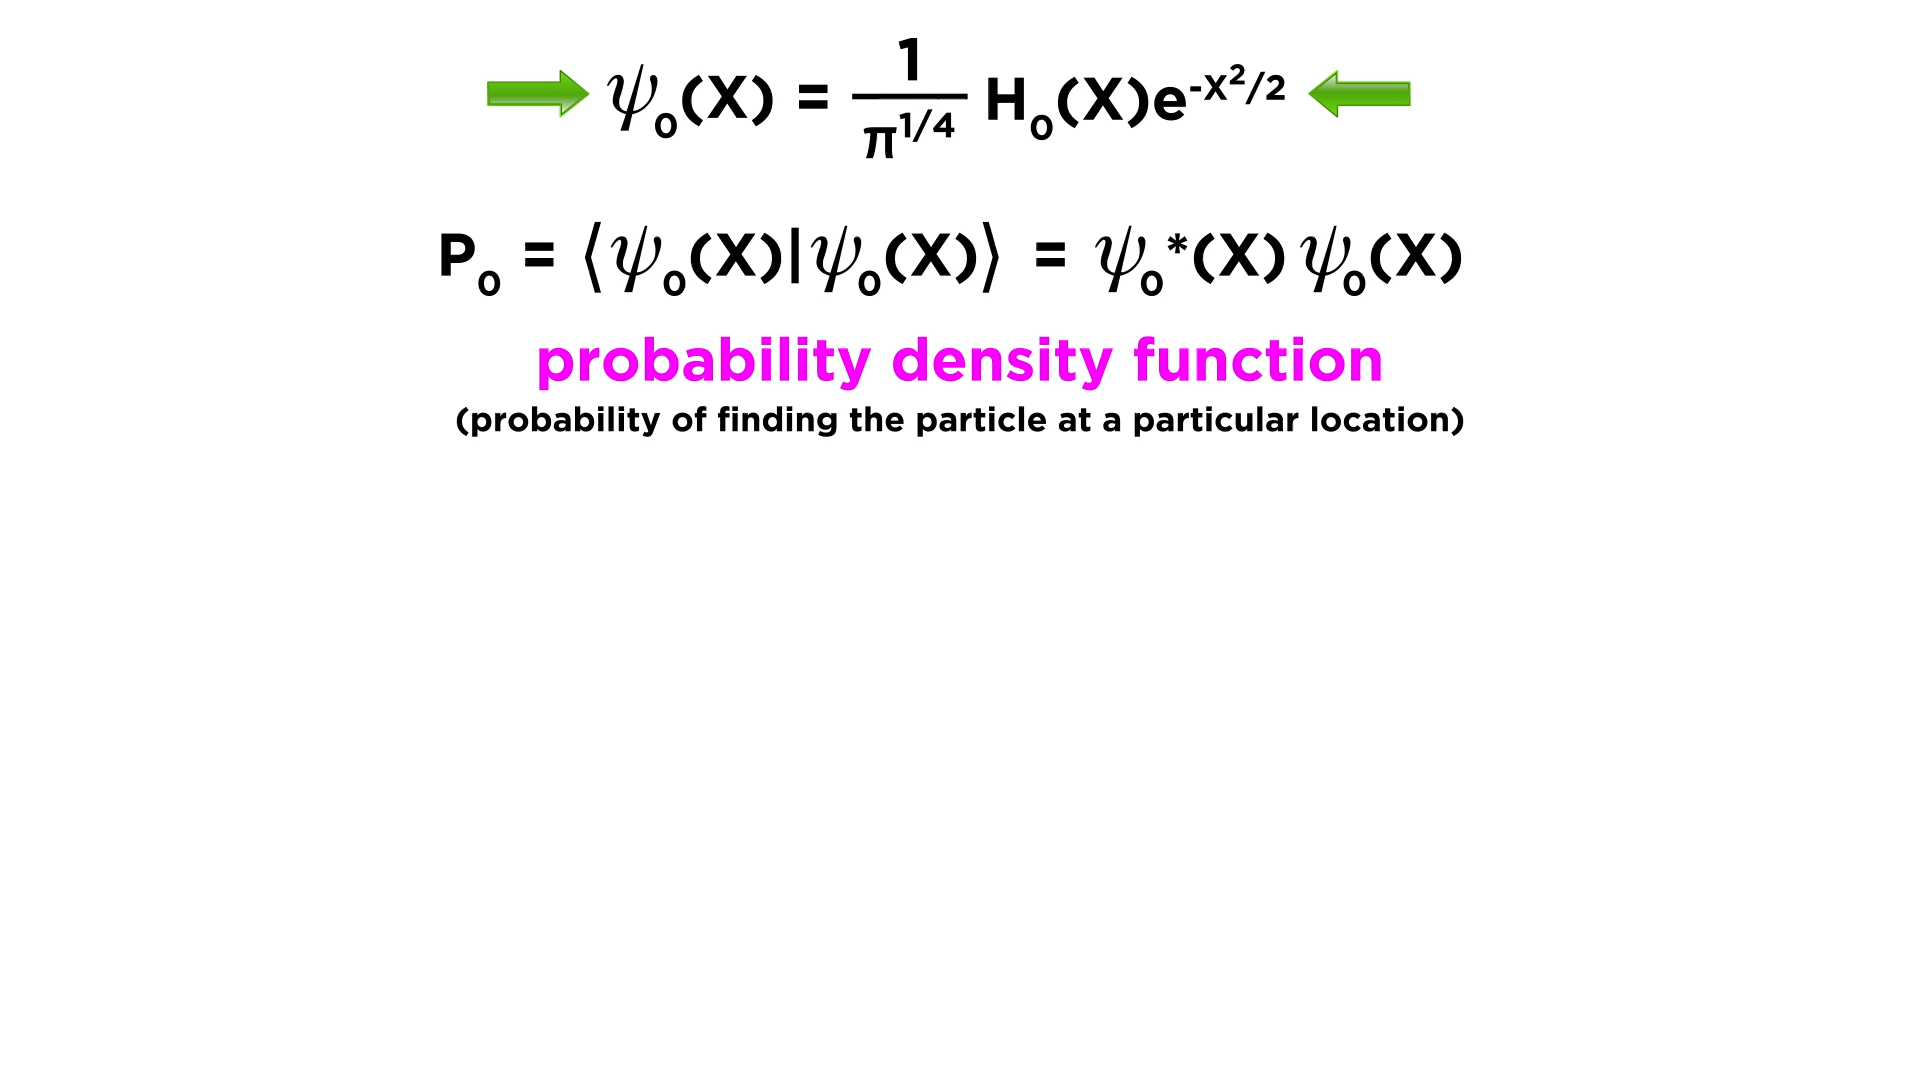 ψ₀(X) = 1/π^1/4 H₀(X)e^-X²/2
P₀ = ⟨ψ₀(X)|ψ₀(X)⟩ = ψ₀*(X) ψ₀(X)
probability density function
(probability of finding the particle at a particular location)